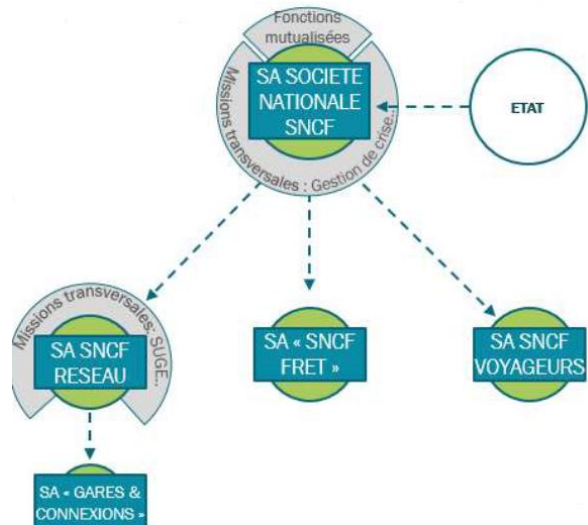 Fonctions
mutualisées
SA SOCIETE
NATIONALE
SNCF
Missions transversales : Gestion de crise..
ETAT
Missions transversales: SUGE..
SA SNCF
RESEAU
SA « SNCF
FRET »
SA SNCF
VOYAGEURS
SA « GARES &
CONNEXIONS »